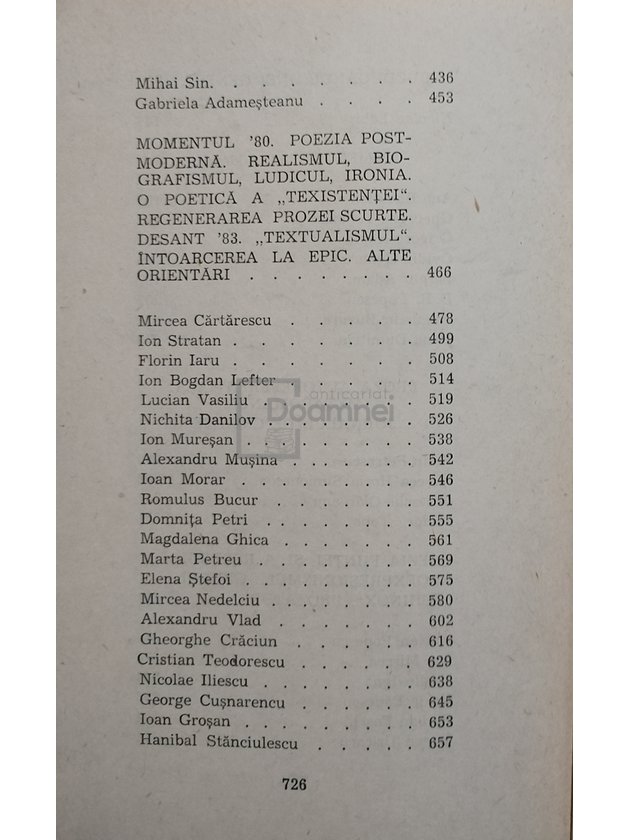 Mihai Sin. . . . . . . . 436
Gabriela Adameșteanu . . . . 453
MOMENTUL '80. POEZIA POST-
MODERNĂ. REALISMUL, BIO-
GRAFISMUL, LUDICUL, IRONIA.
O POETICĂ A „TEXISTENȚEI“.
REGENERAREA PROZEI SCURTE.
DESANT '83. „TEXTUALISMUL“.
ÎNTOARCEREA LA EPIC. ALTE
ORIENTĂRI . . . . . . . . 466
Mircea Cărtărescu . . . . . 478
Ion Stratan . . . . . . . . 499
Florin Iaru . . . . . . . . 508
Ion Bogdan Lefter . . . . . 514
Lucian Vasiliu . . . . . . . 519
Nichita Danilov . . . . . . . 526
Ion Mureșan . . . . . . . . 538
Alexandru Mușina . . . . . . 542
Ioan Morar . . . . . . . . 546
Romulus Bucur . . . . . . . 551
Domnița Petri . . . . . . . 555
Magdalena Ghica . . . . . . 561
Marta Petreu . . . . . . . 569
Elena Ștefoi . . . . . . . . 575
Mircea Nedelciu . . . . . . . 580
Alexandru Vlad . . . . . . 602
Gheorghe Crăciun . . . . . . 616
Cristian Teodorescu . . . . . 629
Nicolae Iliescu . . . . . . . 638
George Cușnarencu . . . . . 645
Ioan Groșan . . . . . . . . 653
Hanibal Stănciulescu . . . . 657
726
anticariat
Doamnei